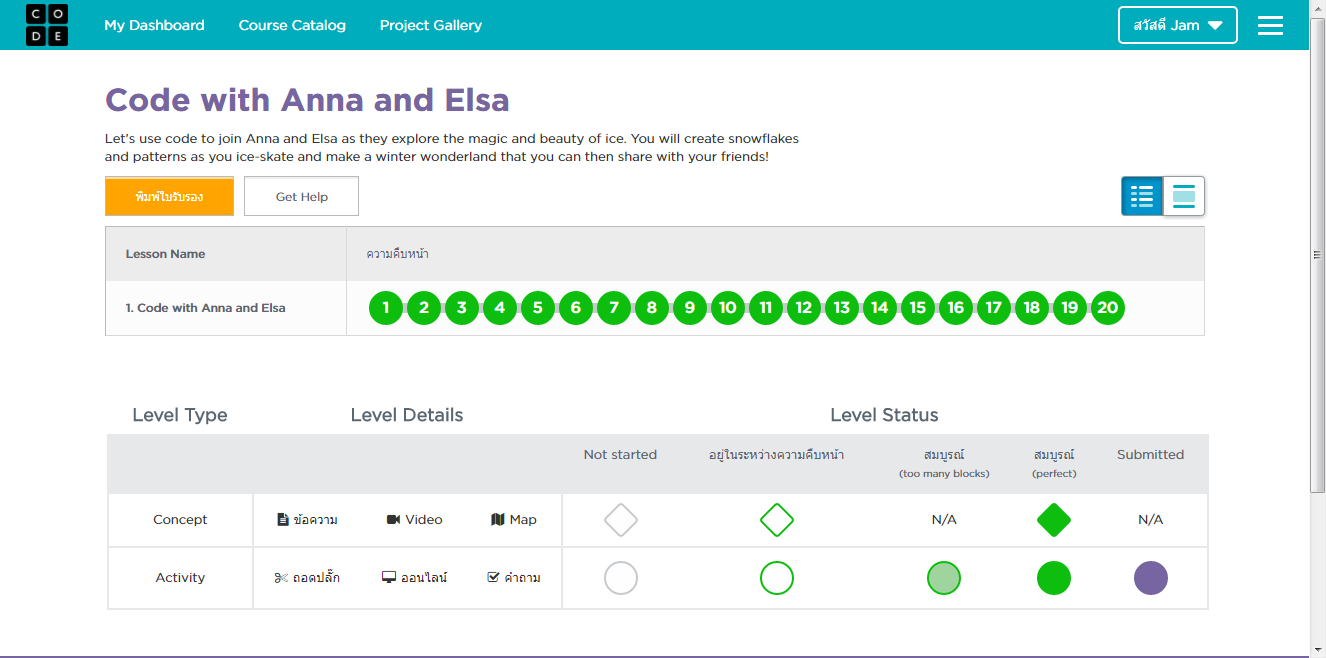 CODE
My Dashboard Course Catalog Project Gallery สวัสดี Jam
Code with Anna and Elsa
Let's use code to join Anna and Elsa as they explore the magic and beauty of ice. You will create snowflakes
and patterns as you ice-skate and make a winter wonderland that you can then share with your friends!
พิมพ์ใบรับรอง Get Help
Lesson Name ความคืบหน้า
1. Code with Anna and Elsa 1 2 3 4 5 6 7 8 9 10 11 12 13 14 15 16 17 18 19 20
Level Type Level Details Level Status
Not started อยู่ในระหว่างความคืบหน้า สมบูรณ์ สมบูรณ์ Submitted
(too many blocks) (perfect)
Concept ข้อความ Video Map N/A N/A
Activity ถอดปลั๊ก ออนไลน์ คำถาม